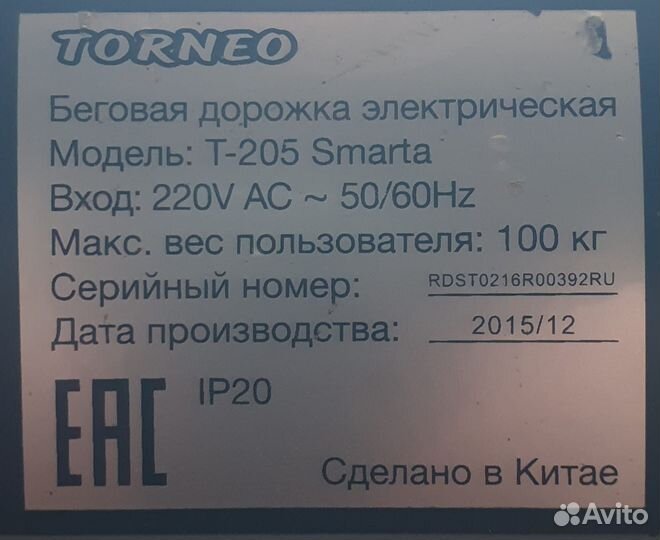 TORNEO
Беговая дорожка электрическая
Модель: T-205 Smarta
Вход: 220V AC ~ 50/60Hz
Макс. вес пользователя: 100 кг
Серийный номер: RDST0216R00392RU
Дата производства: 2015/12
EAC IP20
Сделано в Китае
Avito